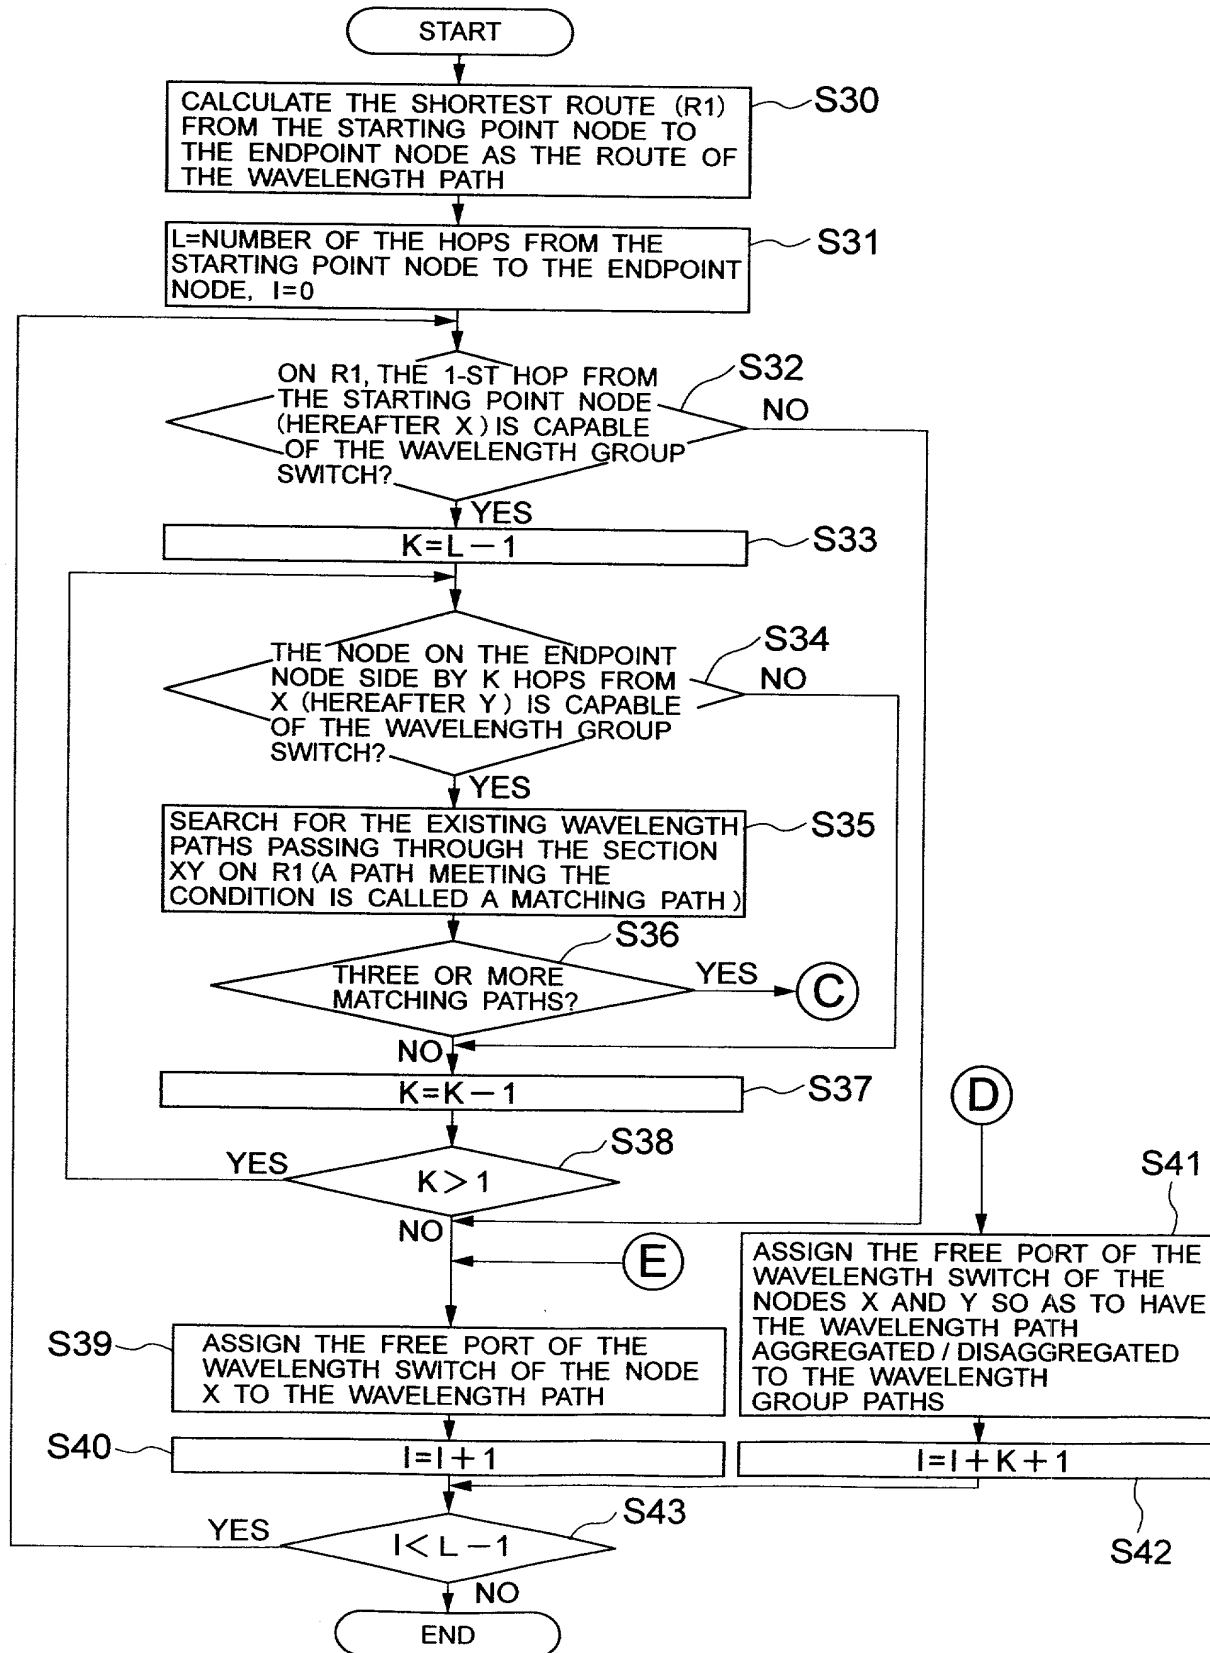 START
CALCULATE THE SHORTEST ROUTE (R1)
FROM THE STARTING POINT NODE TO
THE ENDPOINT NODE AS THE ROUTE OF
THE WAVELENGTH PATH
S30
L=NUMBER OF THE HOPS FROM THE
STARTING POINT NODE TO THE ENDPOINT
NODE, I=0
S31
ON R1, THE 1-ST HOP FROM
THE STARTING POINT NODE
(HEREAFTER X) IS CAPABLE
OF THE WAVELENGTH GROUP
SWITCH?
S32
NO
YES
K=L-1
S33
THE NODE ON THE ENDPOINT
NODE SIDE BY K HOPS FROM
X (HEREAFTER Y) IS CAPABLE
OF THE WAVELENGTH GROUP
SWITCH?
S34
NO
YES
SEARCH FOR THE EXISTING WAVELENGTH
PATHS PASSING THROUGH THE SECTION
XY ON R1 (A PATH MEETING THE
CONDITION IS CALLED A MATCHING PATH)
S35
THREE OR MORE
MATCHING PATHS?
S36
YES
C
NO
K=K-1
S37
D
K>1
S38
YES
NO
E
S41
ASSIGN THE FREE PORT OF THE
WAVELENGTH SWITCH OF THE
NODES X AND Y SO AS TO HAVE
THE WAVELENGTH PATH
AGGREGATED/DISAGGREGATED
TO THE WAVELENGTH
GROUP PATHS
S39
ASSIGN THE FREE PORT OF THE
WAVELENGTH SWITCH OF THE NODE
X TO THE WAVELENGTH PATH
S40
I=I+1
I=I+K+1
S42
I<L-1
S43
YES
NO
END